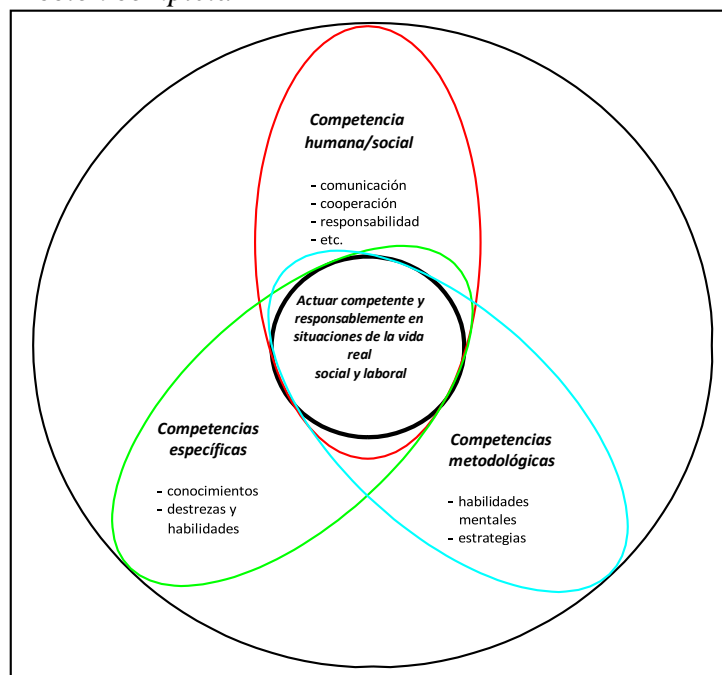 Competencia
humana/social
- comunicación
- cooperación
- responsabilidad
- etc.
Actuar competente y
responsablemente en
situaciones de la vida
real
social y laboral
Competencias
específicas
- conocimientos
- destrezas y
habilidades
Competencias
metodológicas
- habilidades
mentales
- estrategias